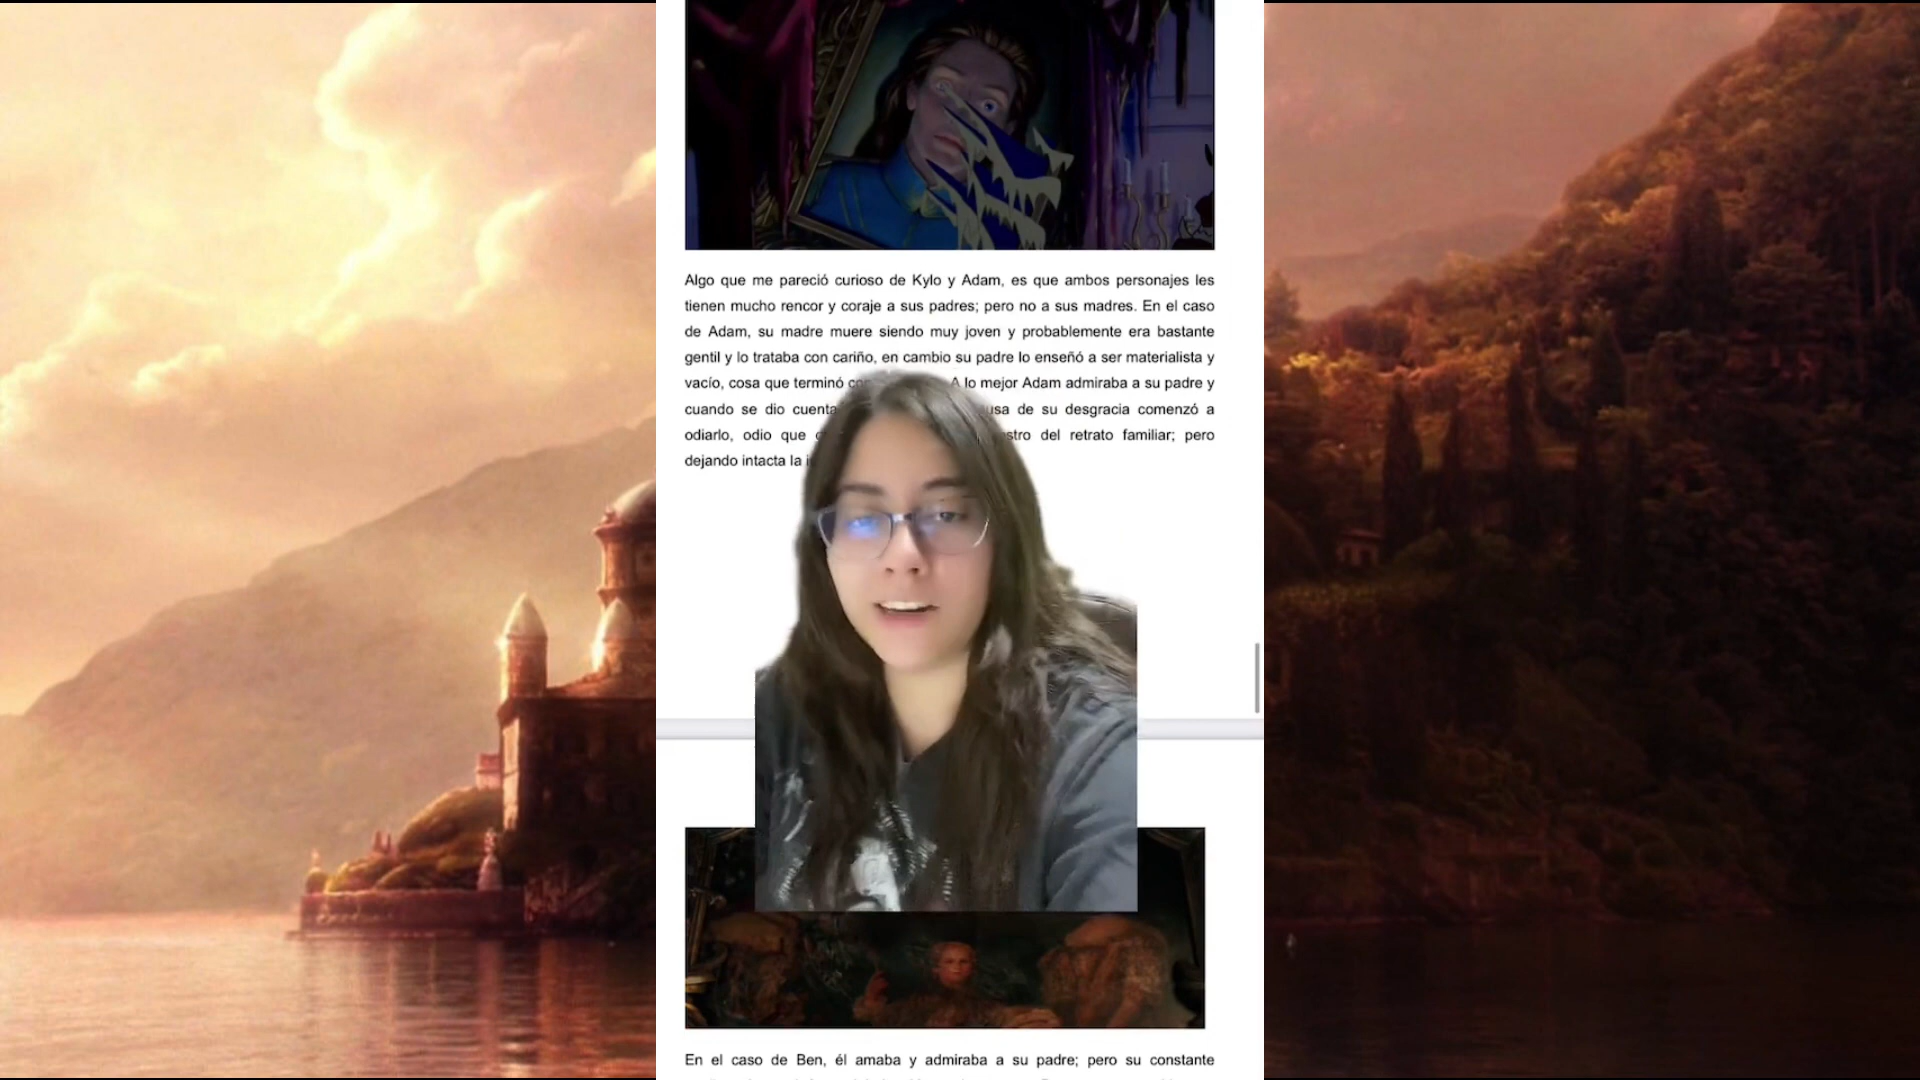 Algo que me pareció curioso de Kylo y Adam, es que ambos personajes les
tienen mucho rencor y coraje a sus padres; pero no a sus madres. En el caso
de Adam, su madre muere siendo muy joven y probablemente era bastante
gentil y lo trataba con cariño, en cambio su padre lo enseñó a ser materialista y
vacío, cosa que terminó A lo mejor Adam admiraba a su padre y
cuando se dio cuenta de su desgracia comenzó a
odiarlo, odio que del retrato familiar; pero
dejando intacta la
En el caso de Ben, él amaba y admiraba a su padre; pero su constante